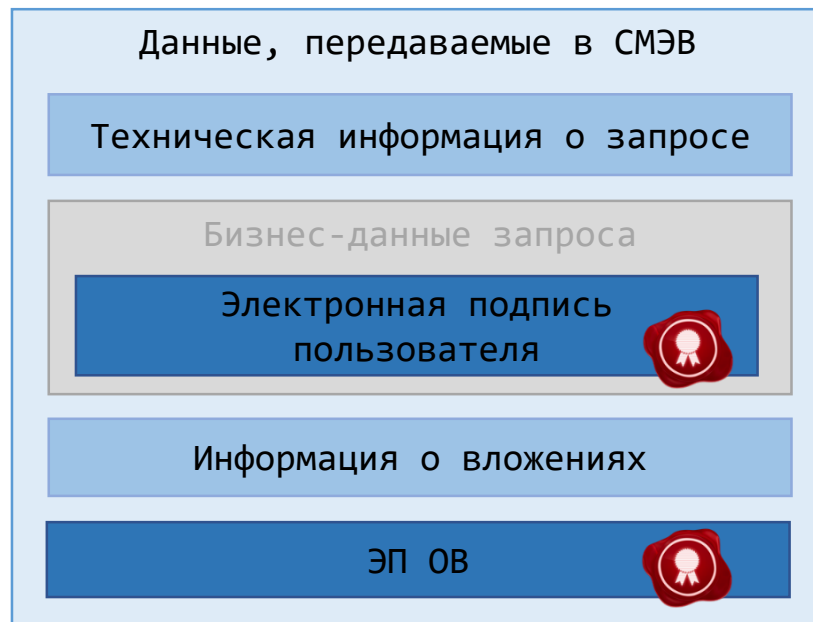 Данные, передаваемые в СМЭВ
Техническая информация о запросе
Бизнес-данные запроса
Электронная подпись
пользователя
Информация о вложениях
ЭП ОВ